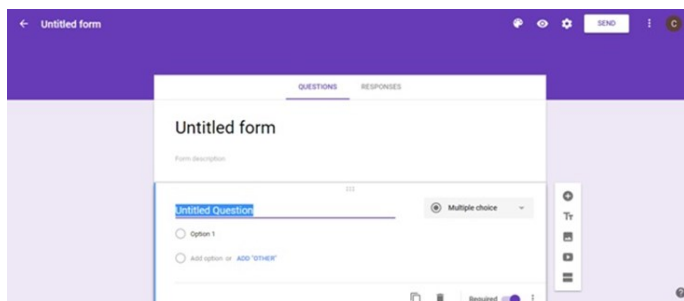 Untitled form SEND C
QUESTIONS RESPONSES
Untitled form
Form description
Untitled Question Multiple choice
Option 1
Add option or ADD "OTHER"
Tт
Required